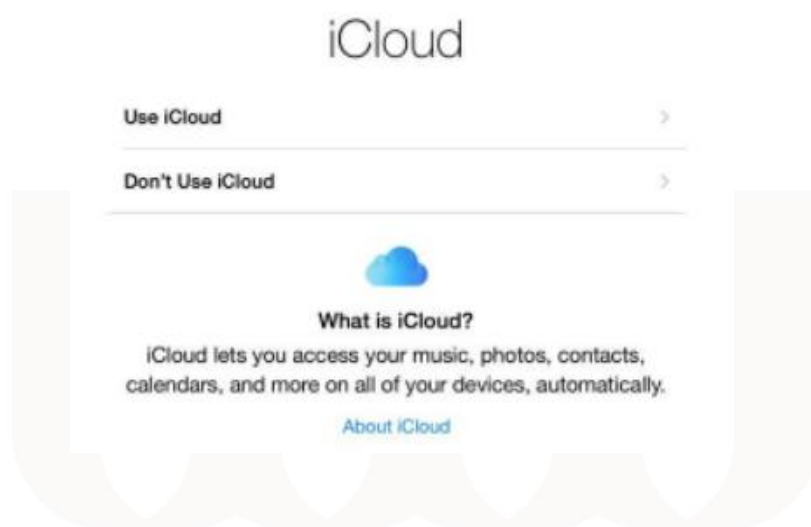 iCloud
Use iCloud
Don't Use iCloud
What is iCloud?
iCloud lets you access your music, photos, contacts,
calendars, and more on all of your devices, automatically.
About iCloud